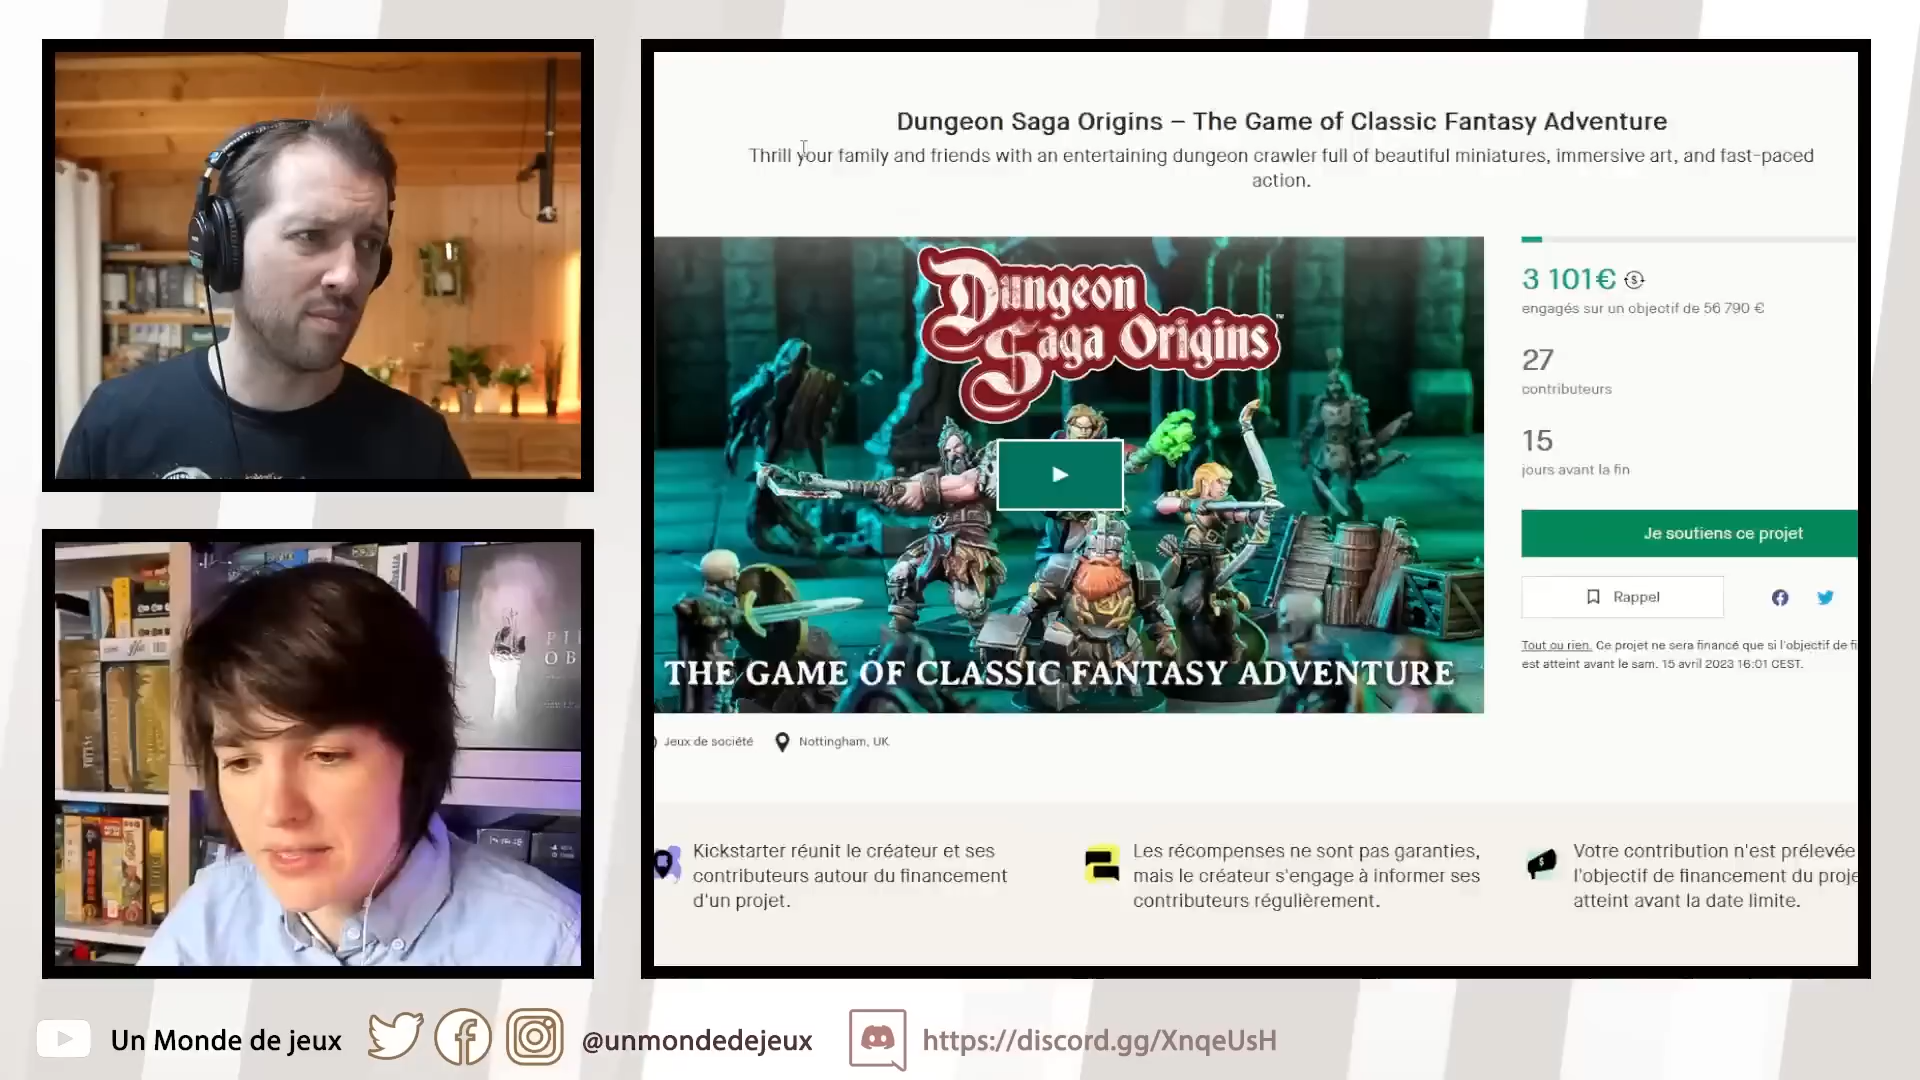 Dungeon Saga Origins – The Game of Classic Fantasy Adventure
Thrill your family and friends with an entertaining dungeon crawler full of beautiful miniatures, immersive art, and fast-paced
action.
Dungeon
Saga Origins
THE GAME OF CLASSIC FANTASY ADVENTURE
3 101€
engagés sur un objectif de 56 790 €
27
contributeurs
15
jours avant la fin
Je soutiens ce projet
Rappel
Tout ou rien. Ce projet ne sera financé que si l'objectif de fi
est atteint avant le sam. 15 avril 2023 16:01 CEST.
Jeux de société
Nottingham, UK
Kickstarter réunit le créateur et ses
contributeurs autour du financement
d'un projet.
Les récompenses ne sont pas garanties,
mais le créateur s'engage à informer ses
contributeurs régulièrement.
Votre contribution n'est prélevée
l'objectif de financement du proje
atteint avant la date limite.
Un Monde de jeux
@unmondedejeux
https://discord.gg/XnqeUsH